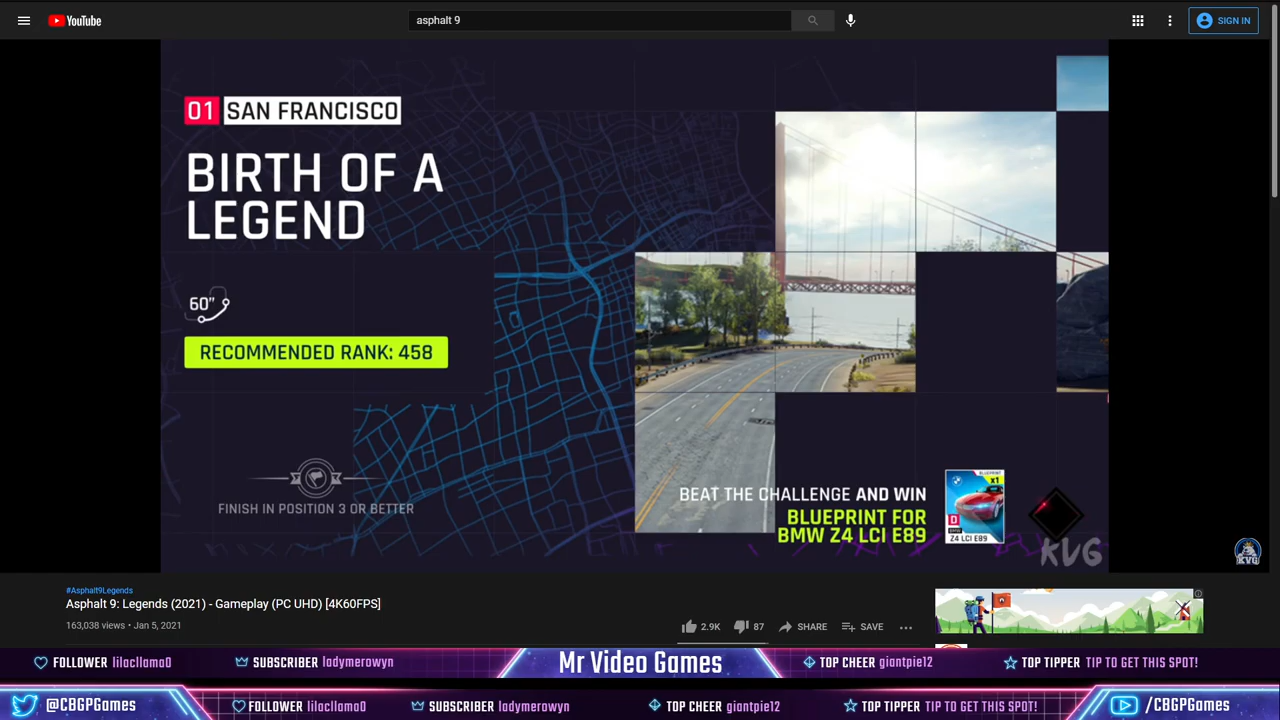 YouTube
asphalt 9
SIGN IN
01 SAN FRANCISCO
BIRTH OF A
LEGEND
60"
RECOMMENDED RANK: 458
FINISH IN POSITION 3 OR BETTER
BEAT THE CHALLENGE AND WIN
BLUEPRINT FOR
BMW Z4 LCI E89
BLUEPRINT
x1
D
Z4 LCI E89
KVG
KVG
#Asphalt9Legends
Asphalt 9: Legends (2021) - Gameplay (PC UHD) [4K60FPS]
163,038 views • Jan 5, 2021
2.9K 87 SHARE SAVE
FOLLOWER lilacllama0 SUBSCRIBER ladymerowyn Mr Video Games TOP CHEER giantpie12 TOP TIPPER TIP TO GET THIS SPOT!
@CBGPGames FOLLOWER lilacllama0 SUBSCRIBER ladymerowyn TOP CHEER giantpie12 TOP TIPPER TIP TO GET THIS SPOT! /CBGPGames